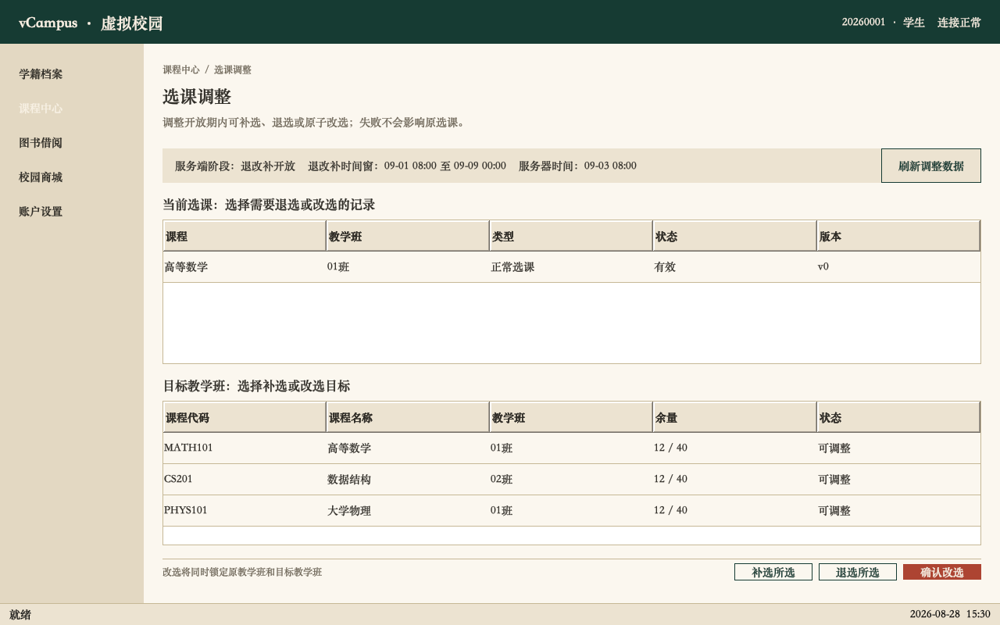 vCampus · 虚拟校园
20260001 · 学生 连接正常
学籍档案
课程中心
图书借阅
校园商城
账户设置
课程中心 / 选课调整
选课调整
调整开放期内可补选、退选或原子改选；失败不会影响原选课。
服务端阶段：退改补开放 退改补时间窗：09-01 08:00 至 09-09 00:00 服务器时间：09-03 08:00
刷新调整数据
当前选课：选择需要退选或改选的记录
课程 教学班 类型 状态 版本
高等数学 01班 正常选课 有效 v0
目标教学班：选择补选或改选目标
课程代码 课程名称 教学班 余量 状态
MATH101 高等数学 01班 12 / 40 可调整
CS201 数据结构 02班 12 / 40 可调整
PHYS101 大学物理 01班 12 / 40 可调整
改选将同时锁定原教学班和目标教学班
补选所选 退选所选 确认改选
就绪
2026-08-28 15:30